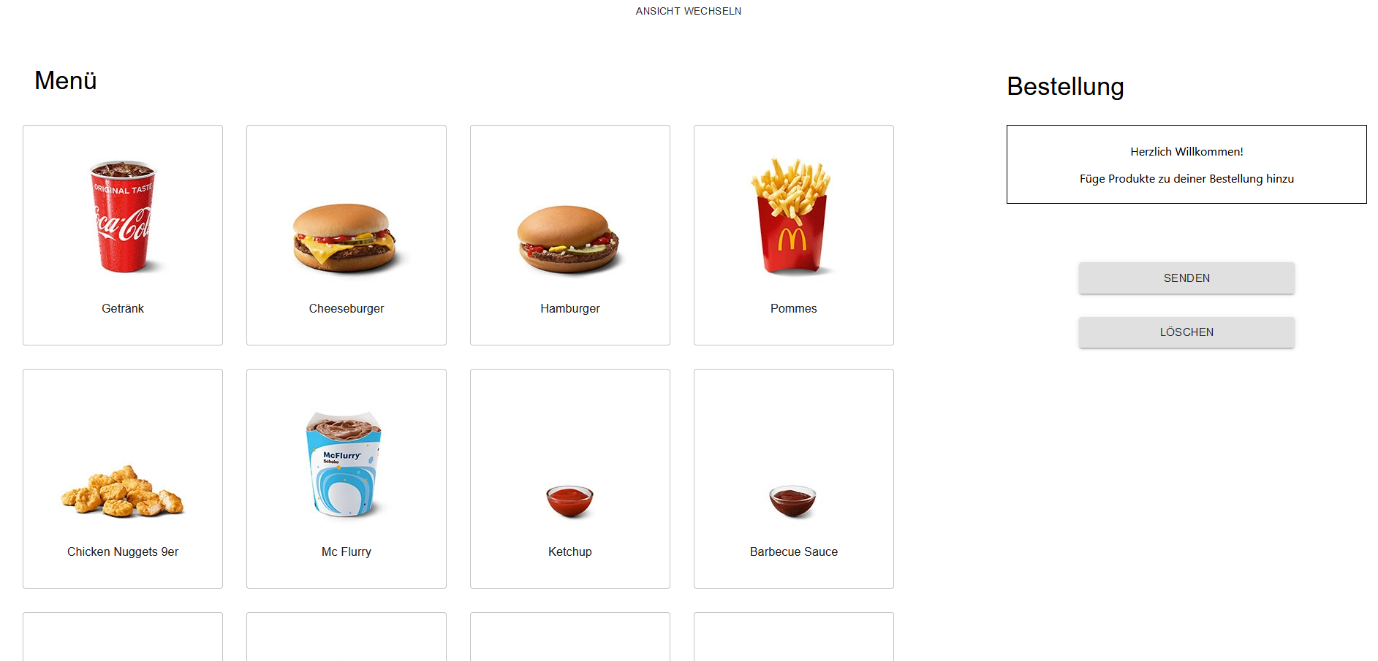 ANSICHT WECHSELN
Menü
Bestellung
Herzlich Willkommen!
Füge Produkte zu deiner Bestellung hinzu
SENDEN
LÖSCHEN
ORIGINAL TASTE
Coca-Cola
Getränk
Cheeseburger
Hamburger
Pommes
McFlurry
Schoko
Chicken Nuggets 9er
Mc Flurry
Ketchup
Barbecue Sauce